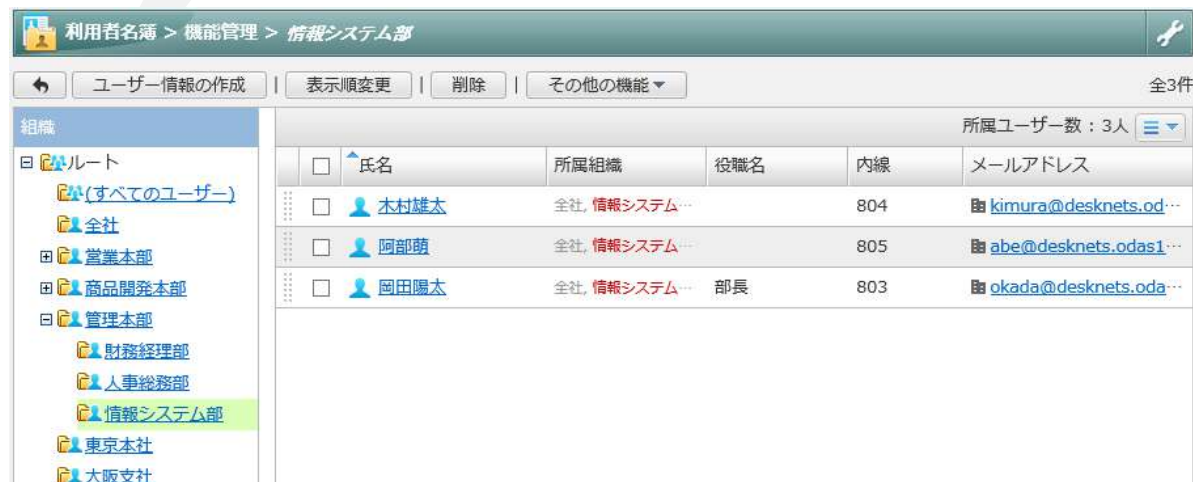 利用者名簿 > 機能管理 > 情報システム部
ユーザー情報の作成 | 表示順変更 | 削除 | その他の機能 全3件
組織
所属ユーザー数：3人
氏名 所属組織 役職名 内線 メールアドレス
木村雄太 全社, 情報システム… 804 kimura@desknets.od…
阿部萌 全社, 情報システム… 805 abe@desknets.odas1…
岡田陽太 全社, 情報システム… 部長 803 okada@desknets.oda…
ルート
(すべてのユーザー)
全社
営業本部
商品開発本部
管理本部
財務経理部
人事総務部
情報システム部
東京本社
大阪支社